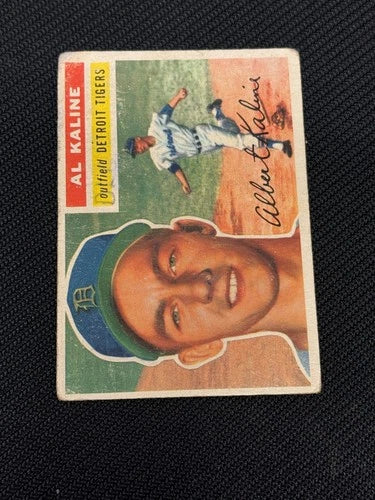 AL KALINE
outfield DETROIT TIGERS
Albert Kaline
D